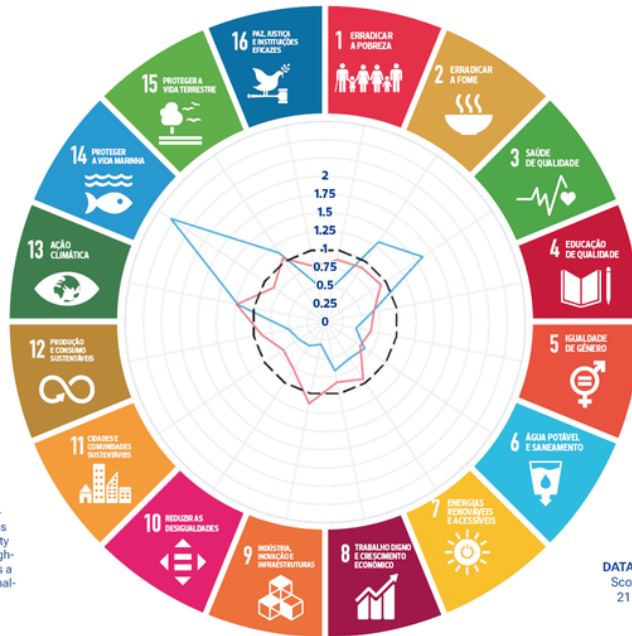 16 PAZ, JUSTIÇA
E INSTITUIÇÕES
EFICAZES
1 ERRADICAR
A POBREZA
2 ERRADICAR
A FOME
3 SAÚDE
DE QUALIDADE
4 EDUCAÇÃO
DE QUALIDADE
5 IGUALDADE
DE GÉNERO
6 ÁGUA POTÁVEL
E SANEAMENTO
7 ENERGIAS
RENOVÁVEIS
E ACESSÍVEIS
8 TRABALHO DIGNO
E CRESCIMENTO
ECONÓMICO
9 INDÚSTRIA,
INOVAÇÃO E
INFRAESTRUTURAS
10 REDUZIR AS
DESIGUALDADES
11 CIDADES E
COMUNIDADES
SUSTENTÁVEIS
12 PRODUÇÃO
E CONSUMO
SUSTENTÁVEIS
13 AÇÃO
CLIMÁTICA
14 PROTEGER
A VIDA MARINHA
15 PROTEGER A
VIDA TERRESTRE
2
1.75
1.5
1.25
1
0.75
0.5
0.25
0
s
ty
gh-
s a
nal-
DATA
Sco
21